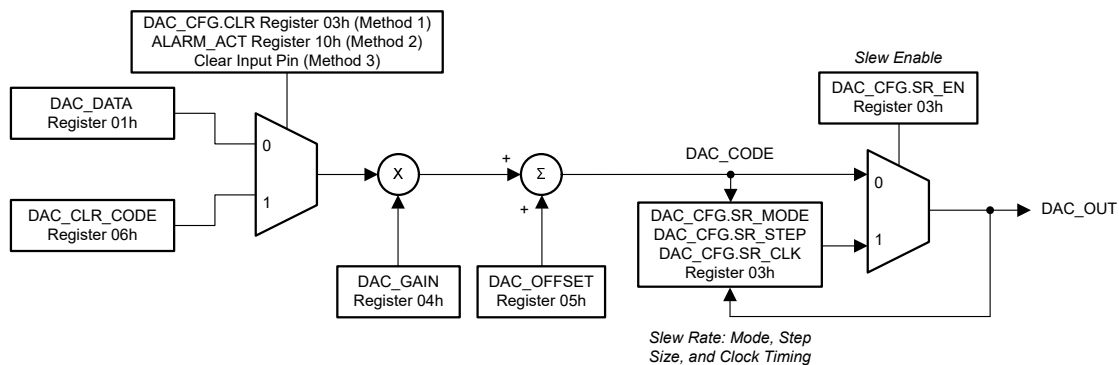 DAC_CFG.CLR Register 03h (Method 1)
ALARM_ACT Register 10h (Method 2)
Clear Input Pin (Method 3)
Slew Enable
DAC_CFG.SR_EN
Register 03h
DAC_DATA
Register 01h
0
1
DAC_CLR_CODE
Register 06h
X
+
Σ
+
DAC_CODE
0
1
DAC_OUT
DAC_CFG.SR_MODE
DAC_CFG.SR_STEP
DAC_CFG.SR_CLK
Register 03h
DAC_GAIN
Register 04h
DAC_OFFSET
Register 05h
Slew Rate: Mode, Step
Size, and Clock Timing